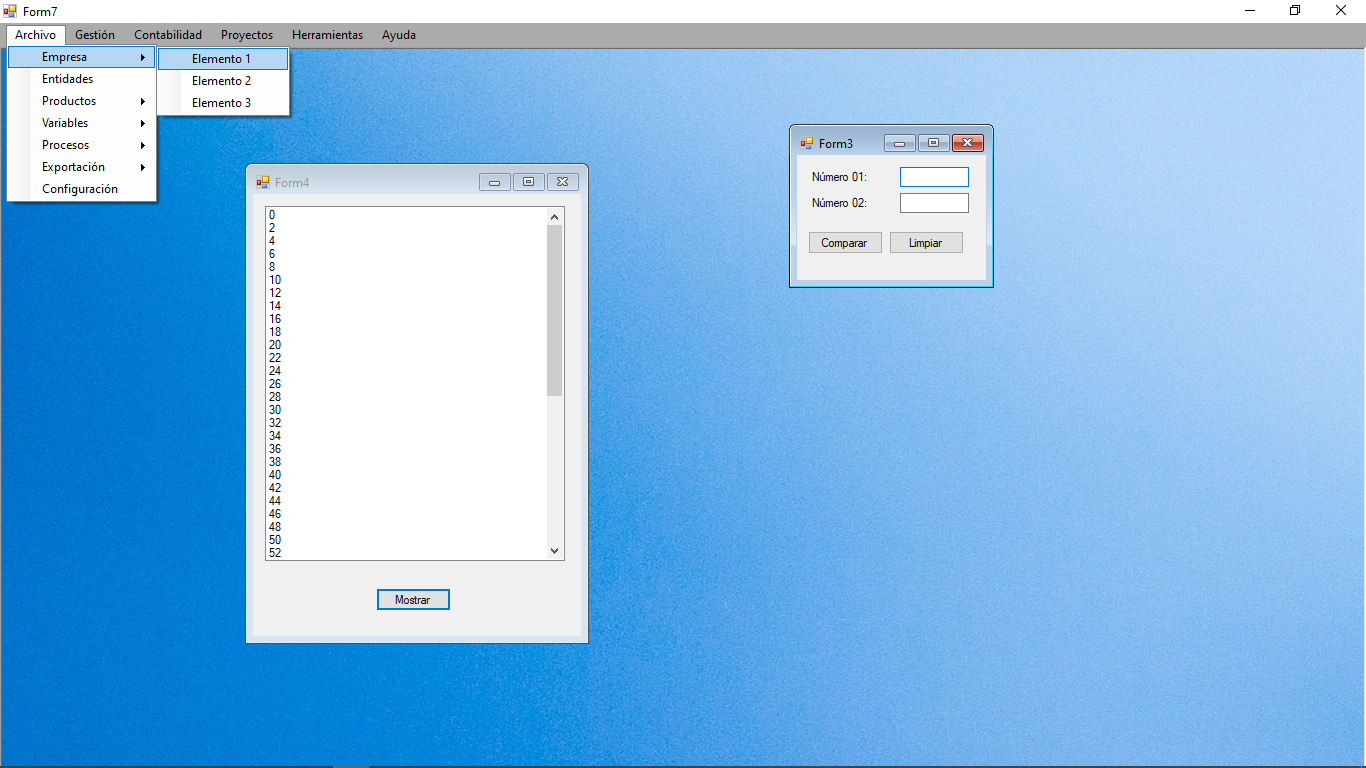 Form7
Archivo Gestión Contabilidad Proyectos Herramientas Ayuda
Empresa
Entidades
Productos
Variables
Procesos
Exportación
Configuración
Elemento 1
Elemento 2
Elemento 3
Form4
0
2
4
6
8
10
12
14
16
18
20
22
24
26
28
30
32
34
36
38
40
42
44
46
48
50
52
Mostrar
Form3
Número 01:
Número 02:
Comparar Limpiar